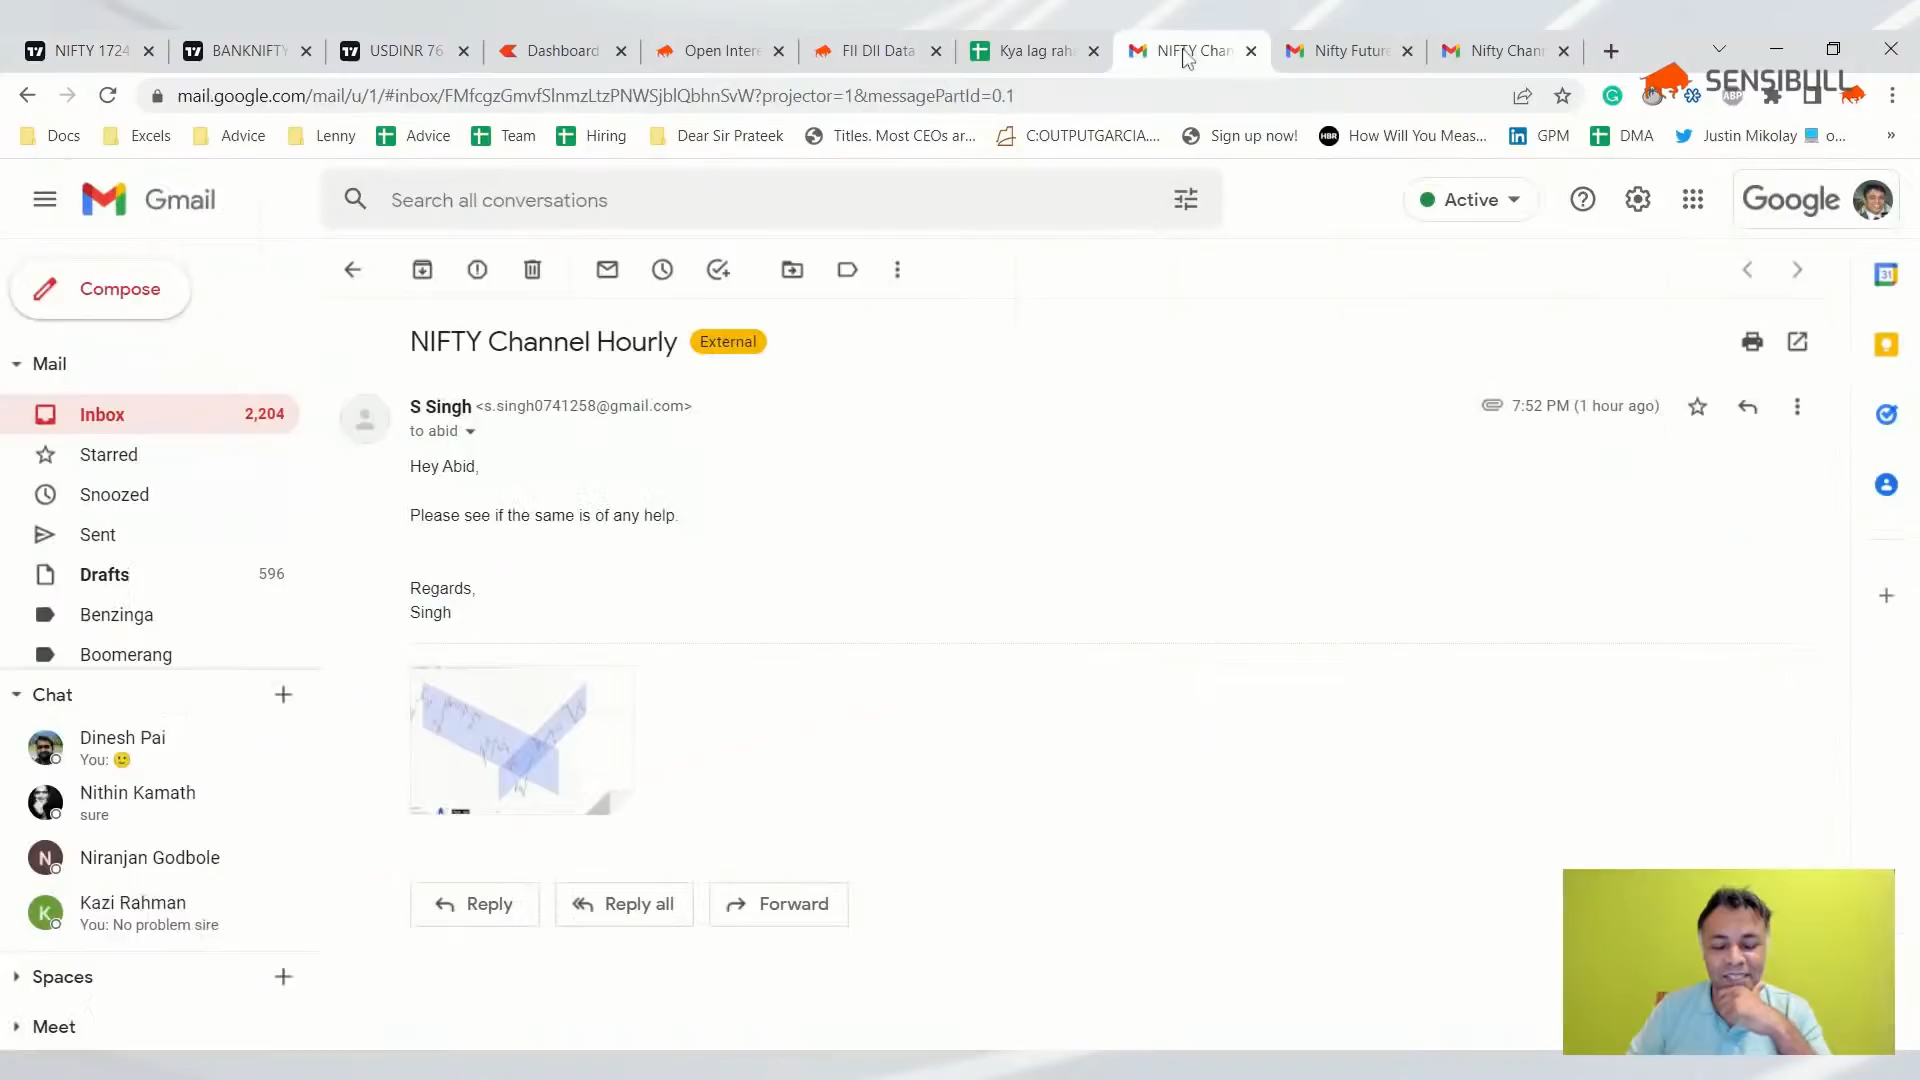 NIFTY 1724
BANKNIFTY
USDINR 76
Dashboard
Open Intere
FII DII Data
Kya lag rah
NIFTY Chan
Nifty Future
Nifty Chann
mail.google.com/mail/u/1/#inbox/FMfcgzGmvfSlnmzLtzPNWSjblQbhnSvW?projector=1&messagePartId=0.1
SENSIBULL
Docs
Excels
Advice
Lenny
Advice
Team
Hiring
Dear Sir Prateek
Titles. Most CEOs ar...
C:OUTPUTGARCIA....
Sign up now!
HBR
How Will You Meas...
GPM
DMA
Justin Mikolay 💻 o...
»
Gmail
Search all conversations
Active
Google
Compose
NIFTY Channel Hourly External
Mail
S Singh <s.singh0741258@gmail.com>
7:52 PM (1 hour ago)
to abid
Inbox 2,204
Hey Abid,
Starred
Please see if the same is of any help.
Snoozed
Sent
Drafts 596
Regards,
Singh
Benzinga
Boomerang
Chat
Dinesh Pai
You: 🙂
Nithin Kamath
sure
N
Niranjan Godbole
K
Kazi Rahman
You: No problem sire
Reply
Reply all
Forward
Spaces
Meet
31